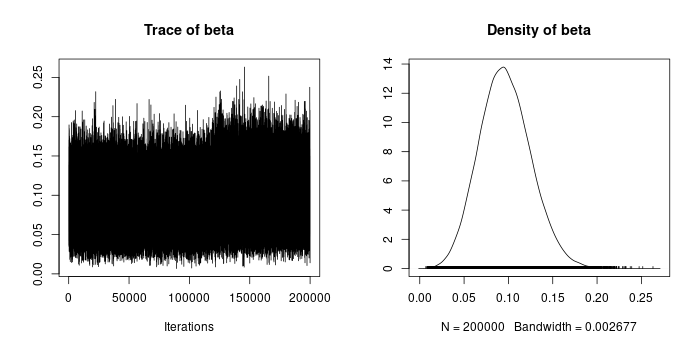 Trace of beta
0.25
0.20
0.15
0.10
0.05
0.00
0 50000 100000 150000 200000
Iterations
Density of beta
14
12
10
8
6
4
2
0
0.00 0.05 0.10 0.15 0.20 0.25
N = 200000 Bandwidth = 0.002677